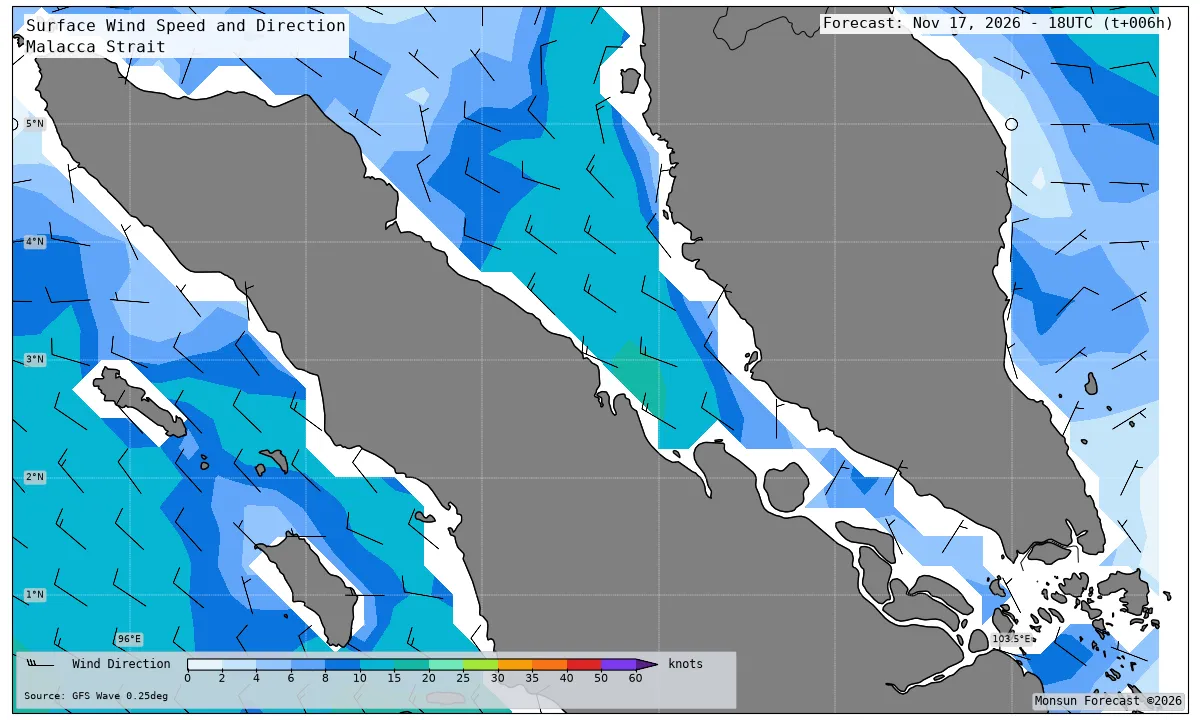 Surface Wind Speed and Direction
Malacca Strait
Forecast: Nov 17, 2026 - 18UTC (t+006h)
5°N
4°N
3°N
2°N
1°N
96°E
103.5°E
Wind Direction
knots
0 2 4 6 8 10 15 20 25 30 35 40 50 60
Source: GFS Wave 0.25deg
Monsun Forecast ©2026